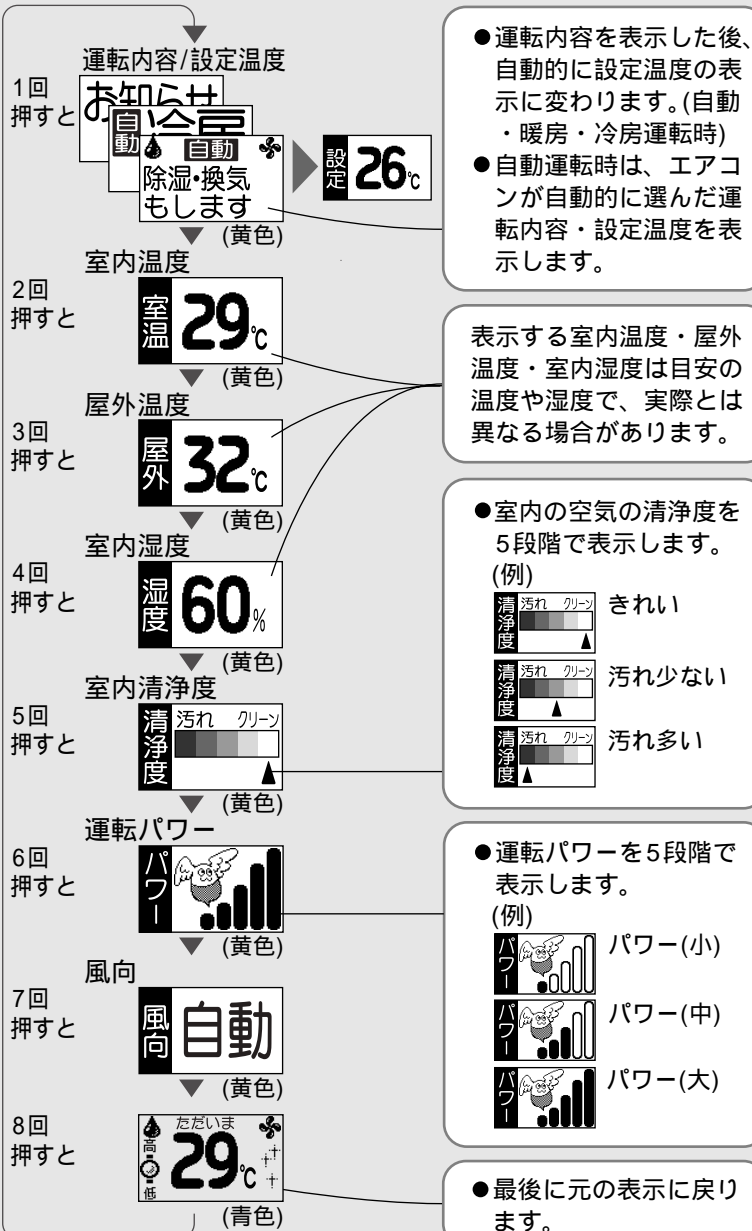 運転内容/設定温度
1回
押すと
お知らせ
自動
冷房
自動
除湿・換気
もします
設定 26℃
(黄色)
●運転内容を表示した後、
自動的に設定温度の表
示に変わります。(自動
・暖房・冷房運転時)
●自動運転時は、エアコ
ンが自動的に選んだ運
転内容・設定温度を表
示します。
室内温度
2回
押すと
室温 29℃
(黄色)
表示する室内温度・屋外
温度・室内湿度は目安の
温度や湿度で、実際とは
異なる場合があります。
屋外温度
3回
押すと
屋外 32℃
(黄色)
室内湿度
4回
押すと
湿度 60%
(黄色)
室内清浄度
5回
押すと
清浄度 汚れ クリーン
(黄色)
●室内の空気の清浄度を
5段階で表示します。
(例)
清浄度 汚れ クリーン きれい
清浄度 汚れ クリーン 汚れ少ない
清浄度 汚れ クリーン 汚れ多い
運転パワー
6回
押すと
パワー
(黄色)
●運転パワーを5段階で
表示します。
(例)
パワー パワー(小)
パワー パワー(中)
パワー パワー(大)
風向
7回
押すと
風向 自動
(黄色)
8回
押すと
ただいま
高
低
29℃
(青色)
●最後に元の表示に戻り
ます。